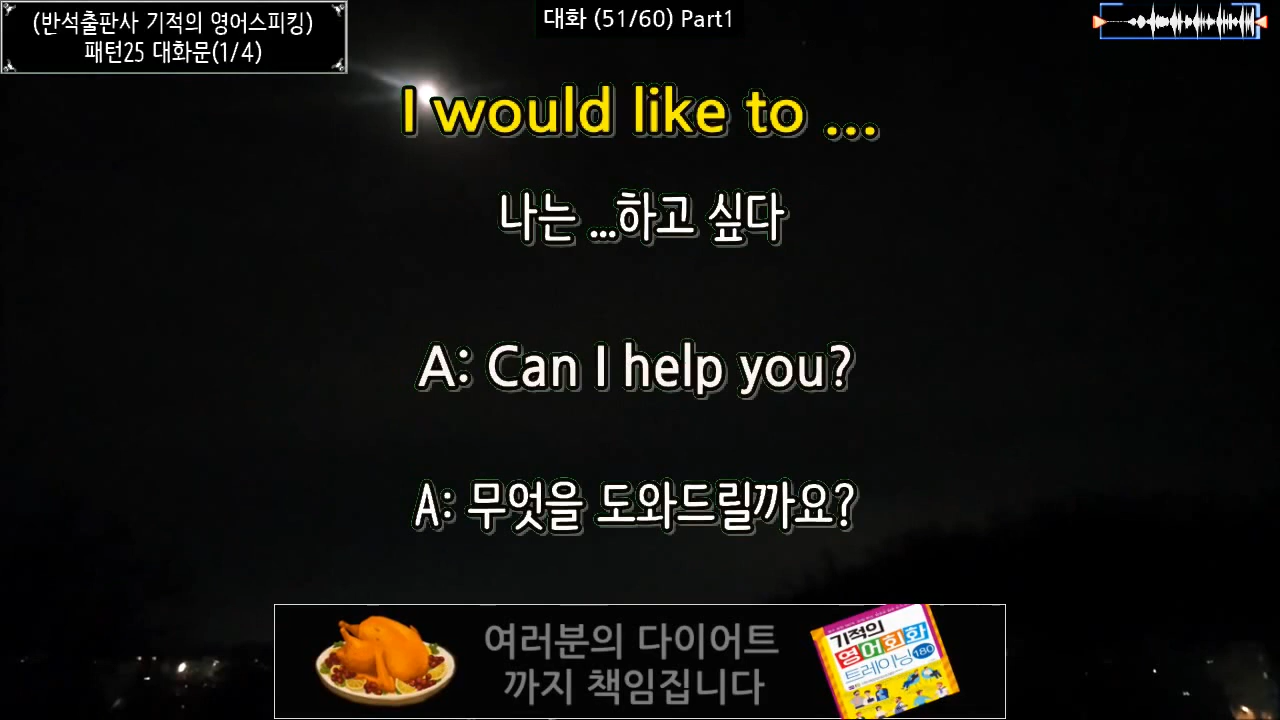 (반석출판사 기적의 영어스피킹)
패턴25 대화문(1/4)
대화 (51/60) Part1
I would like to ...
나는 ...하고 싶다
A: Can I help you?
A: 무엇을 도와드릴까요?
여러분의 다이어트
까지 책임집니다
기적의
영어회화
트레이닝 180